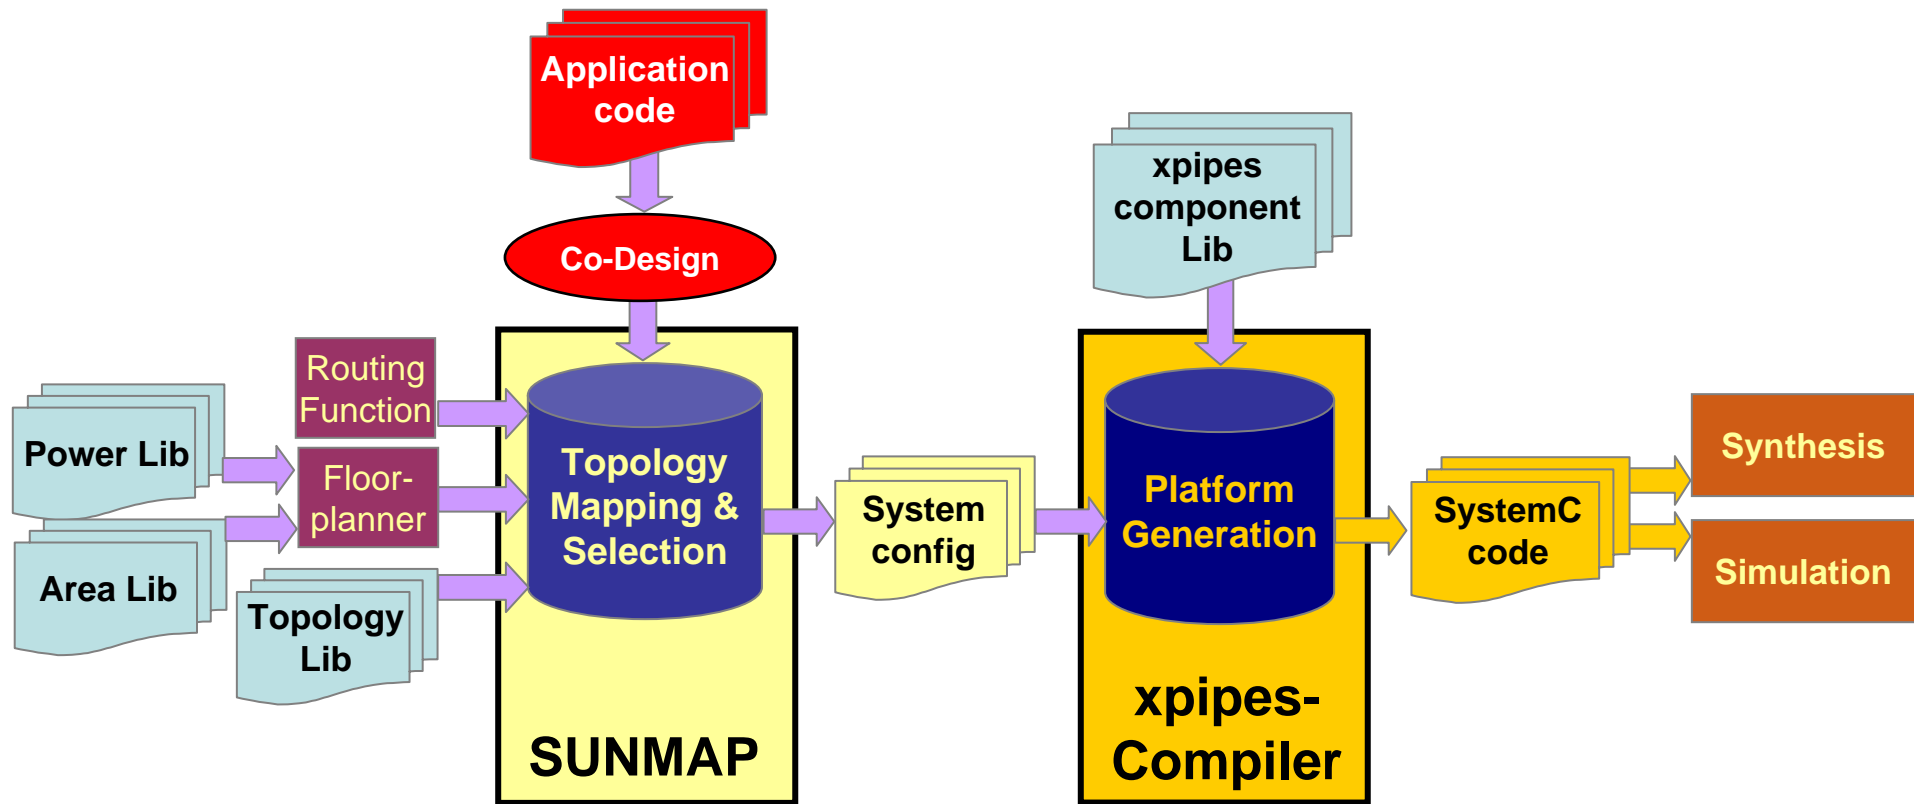 Application
code
Co-Design
xpipes
component
Lib
Routing
Function
Power Lib
Floor-
planner
Area Lib
Topology
Lib
Topology
Mapping &
Selection
SUNMAP
System
config
Platform
Generation
xpipes-
Compiler
SystemC
code
Synthesis
Simulation